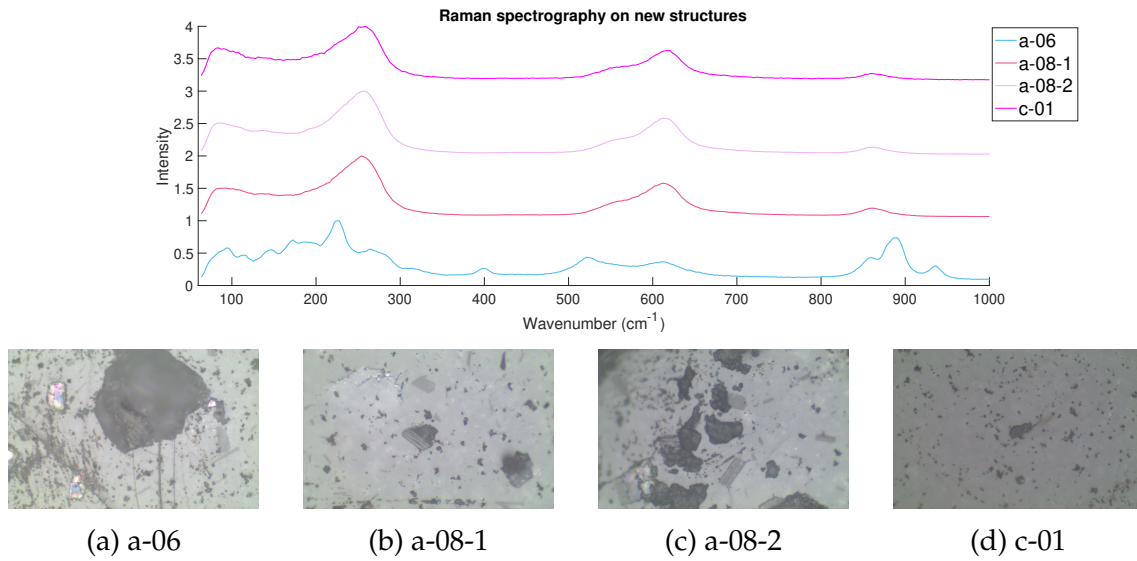 Raman spectrography on new structures
Intensity
4
3.5
3
2.5
2
1.5
1
0.5
0
100 200 300 400 500 600 700 800 900 1000
Wavenumber (cm⁻¹)
a-06
a-08-1
a-08-2
c-01
(a) a-06 (b) a-08-1 (c) a-08-2 (d) c-01